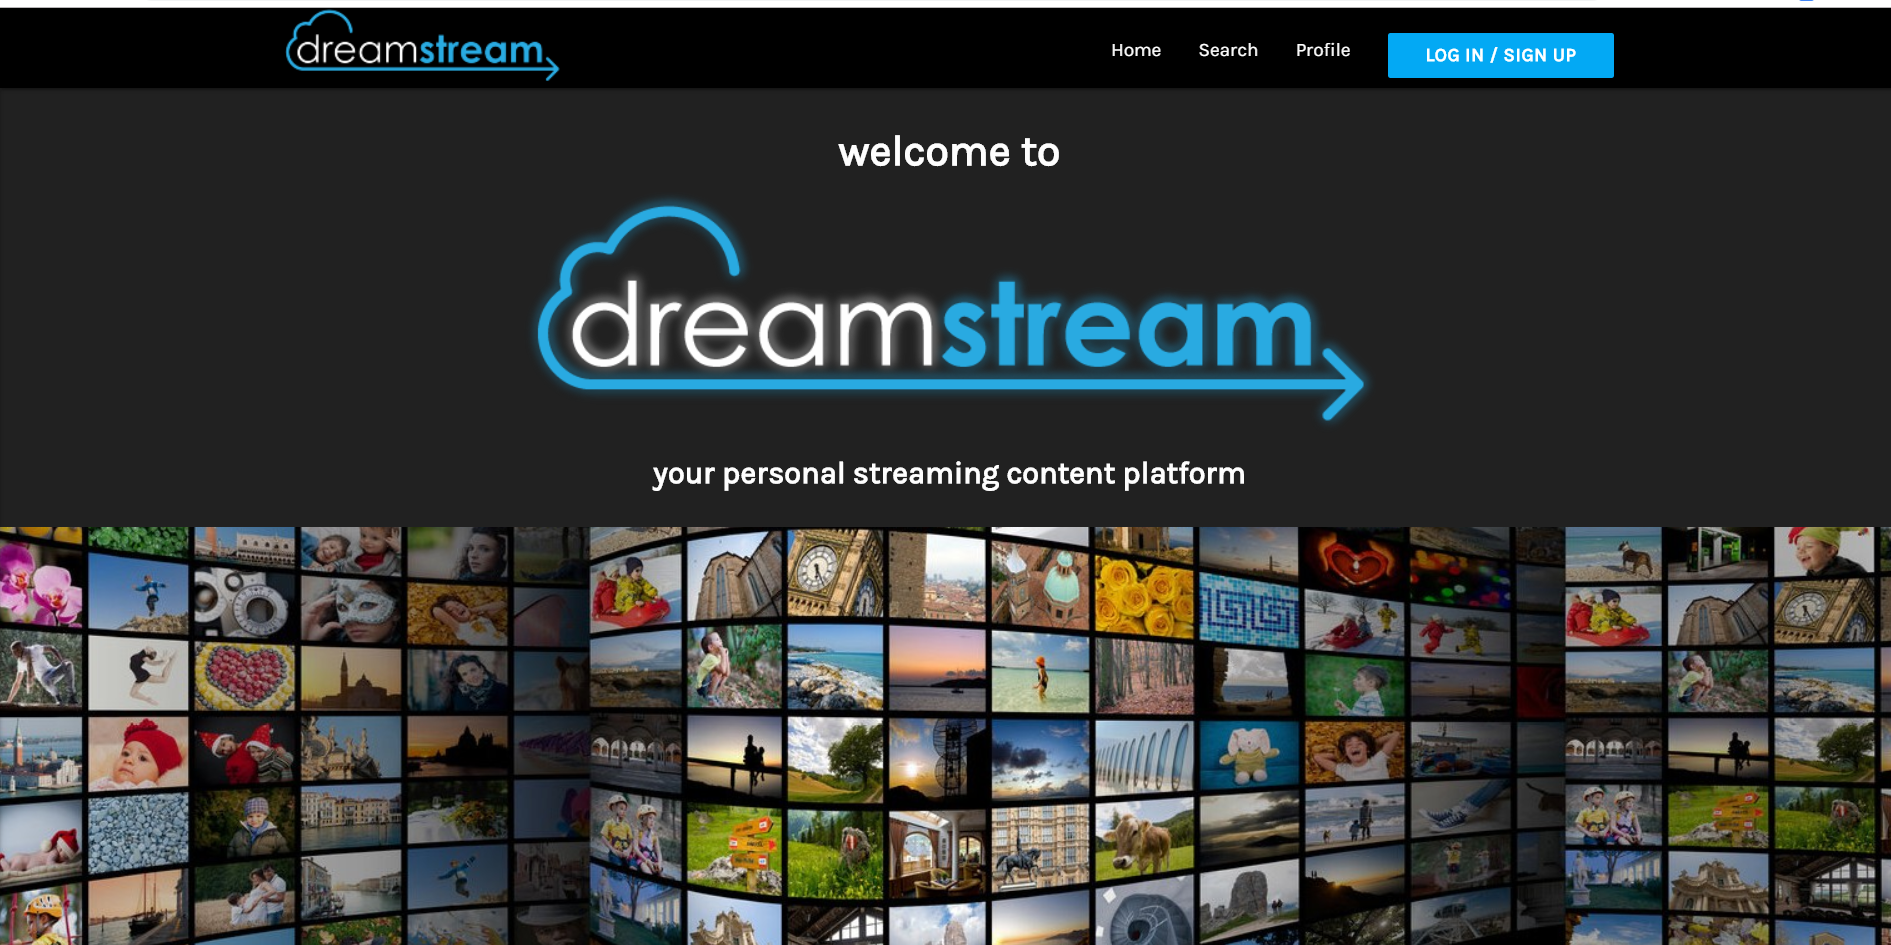 dreamstream
Home Search Profile LOG IN / SIGN UP
welcome to
dreamstream
your personal streaming content platform